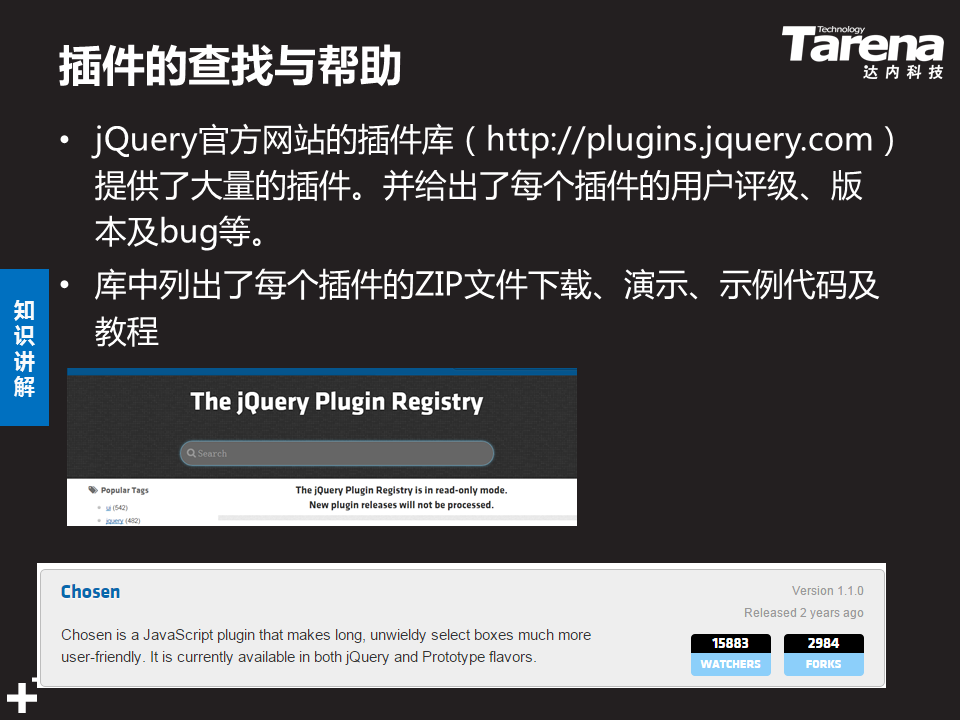 插件的查找与帮助
Technology
Tarena
达内科技
• jQuery官方网站的插件库（http://plugins.jquery.com）
提供了大量的插件。并给出了每个插件的用户评级、版
本及bug等。
• 库中列出了每个插件的ZIP文件下载、演示、示例代码及
教程
知识讲解
The jQuery Plugin Registry
Search
Popular Tags
ui (542)
jquery (482)
The jQuery Plugin Registry is in read-only mode.
New plugin releases will not be processed.
Chosen
Version 1.1.0
Released 2 years ago
Chosen is a JavaScript plugin that makes long, unwieldy select boxes much more
user-friendly. It is currently available in both jQuery and Prototype flavors.
15883 2984
WATCHERS FORKS